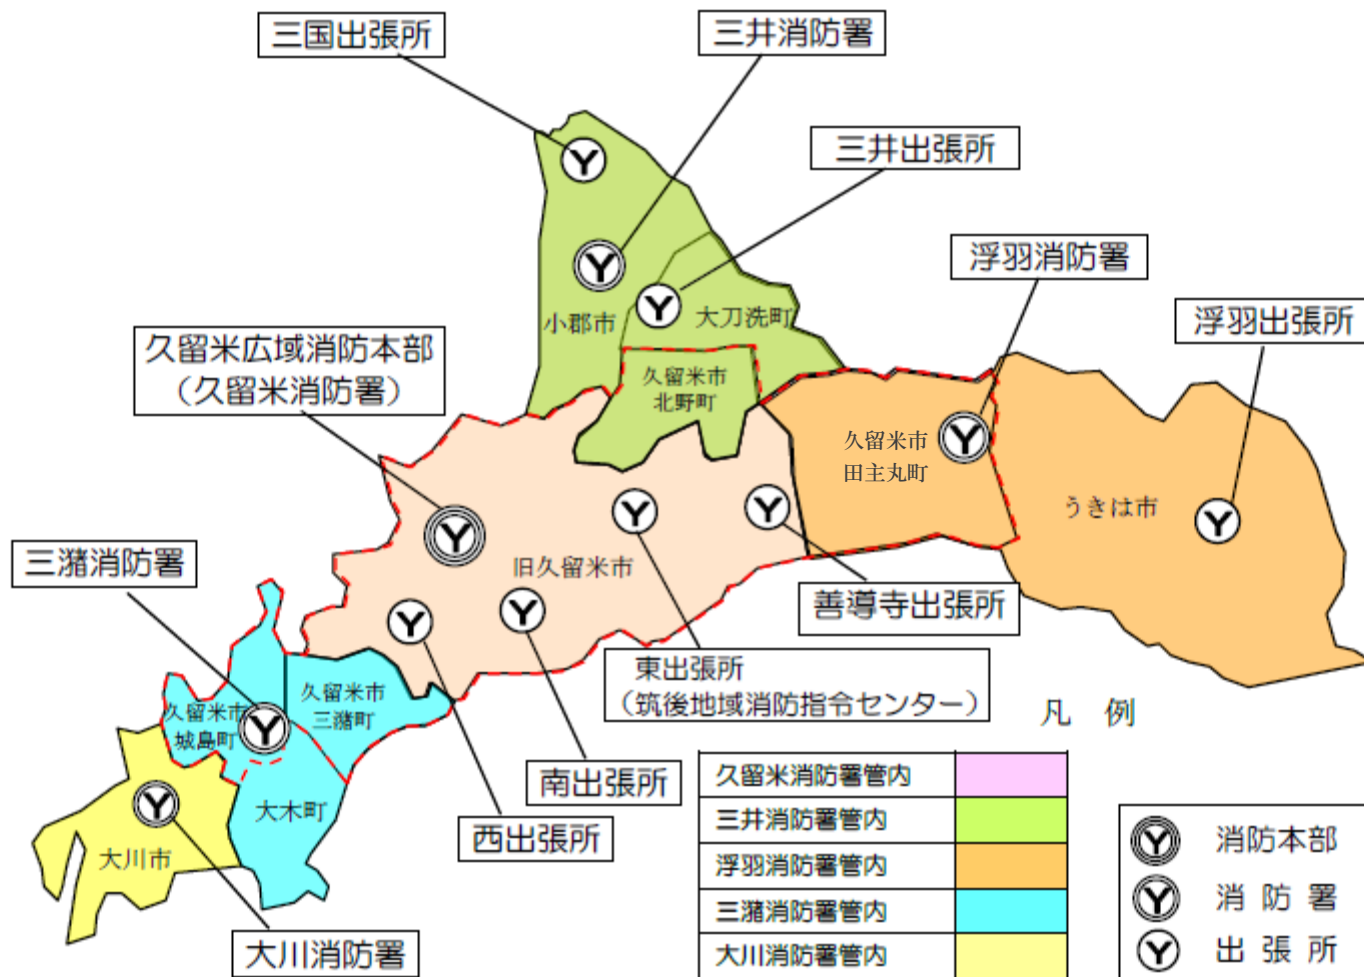 三国出張所
三井消防署
三井出張所
浮羽消防署
浮羽出張所
久留米広域消防本部
（久留米消防署）
小郡市
大刀洗町
久留米市
北野町
久留米市
田主丸町
うきは市
三潴消防署
旧久留米市
善導寺出張所
東出張所
（筑後地域消防指令センター）
久留米市
三潴町
久留米市
城島町
南出張所
西出張所
大木町
大川市
大川消防署
凡 例
久留米消防署管内
三井消防署管内
浮羽消防署管内
三潴消防署管内
大川消防署管内
消防本部
消 防 署
出 張 所